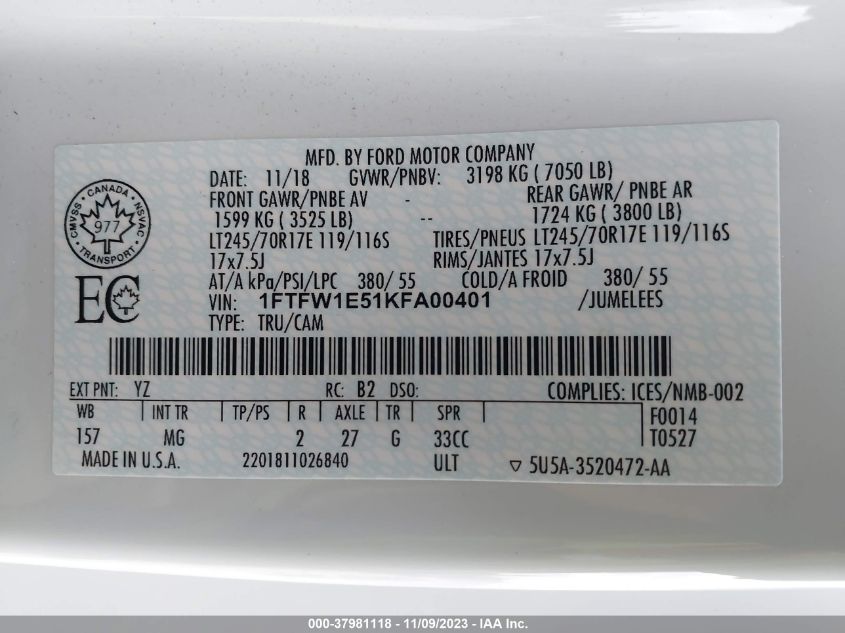 MFD. BY FORD MOTOR COMPANY
DATE: 11/18 GVWR/PNBV: 3198 KG ( 7050 LB)
FRONT GAWR/PNBE AV - REAR GAWR/ PNBE AR
1599 KG ( 3525 LB) -- 1724 KG ( 3800 LB)
LT245/70R17E 119/116S TIRES/PNEUS LT245/70R17E 119/116S
17x7.5J RIMS/JANTES 17x7.5J
AT/A kPa/PSI/LPC 380/ 55 COLD/A FROID 380/ 55
VIN: 1FTFW1E51KFA00401 /JUMELEES
TYPE: TRU/CAM
CANADA
CMVSS NSVAC
977
TRANSPORT
EC
EXT PNT: YZ RC: B2 DSO: COMPLIES: ICES/NMB-002
WB INT TR TP/PS R AXLE TR SPR F0014
157 MG 2 27 G 33CC T0527
MADE IN U.S.A. 2201811026840 ULT 5U5A-3520472-AA
000-37981118 - 11/09/2023 - IAA Inc.